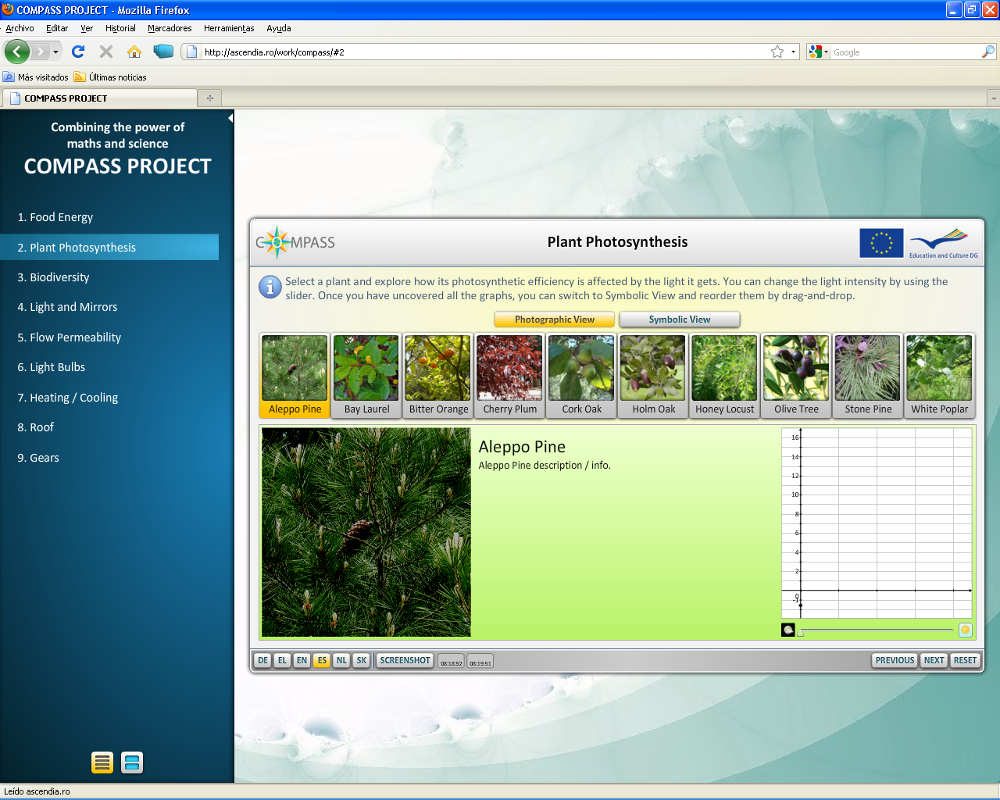 COMPASS PROJECT - Mozilla Firefox
Archivo Editar Ver Historial Marcadores Herramientas Ayuda
http://ascendia.ro/work/compass/#2
Google
Más visitados Últimas noticias
COMPASS PROJECT
Combining the power of
maths and science
COMPASS PROJECT
1. Food Energy
2. Plant Photosynthesis
3. Biodiversity
4. Light and Mirrors
5. Flow Permeability
6. Light Bulbs
7. Heating / Cooling
8. Roof
9. Gears
COMPASS
Plant Photosynthesis
Education and Culture DG
Select a plant and explore how its photosynthetic efficiency is affected by the light it gets. You can change the light intensity by using the
slider. Once you have uncovered all the graphs, you can switch to Symbolic View and reorder them by drag-and-drop.
Photographic View Symbolic View
Aleppo Pine Bay Laurel Bitter Orange Cherry Plum Cork Oak Holm Oak Honey Locust Olive Tree Stone Pine White Poplar
Aleppo Pine
Aleppo Pine description / info.
16
14
12
10
8
6
4
2
0
-1
DE EL EN ES NL SK SCREENSHOT 08:18:52 08:19:51 PREVIOUS NEXT RESET
Leído ascendia.ro